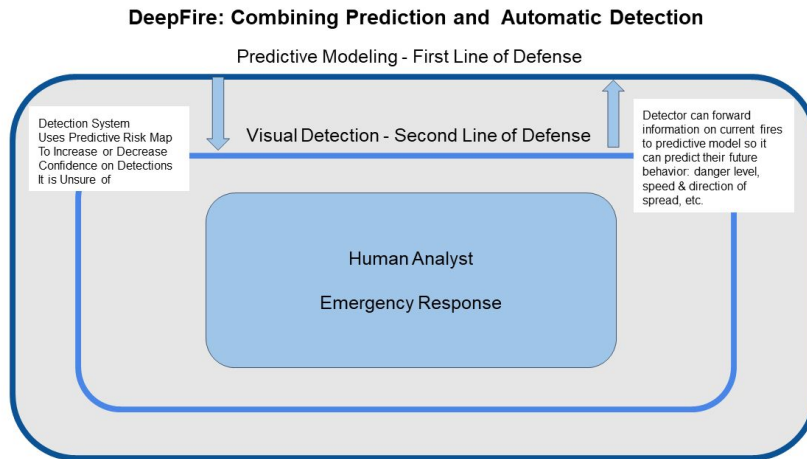 DeepFire: Combining Prediction and Automatic Detection
Predictive Modeling - First Line of Defense
Detection System
Uses Predictive Risk Map
To Increase or Decrease
Confidence on Detections
It is Unsure of
Visual Detection - Second Line of Defense
Detector can forward
information on current fires
to predictive model so it
can predict their future
behavior: danger level,
speed & direction of
spread, etc.
Human Analyst
Emergency Response